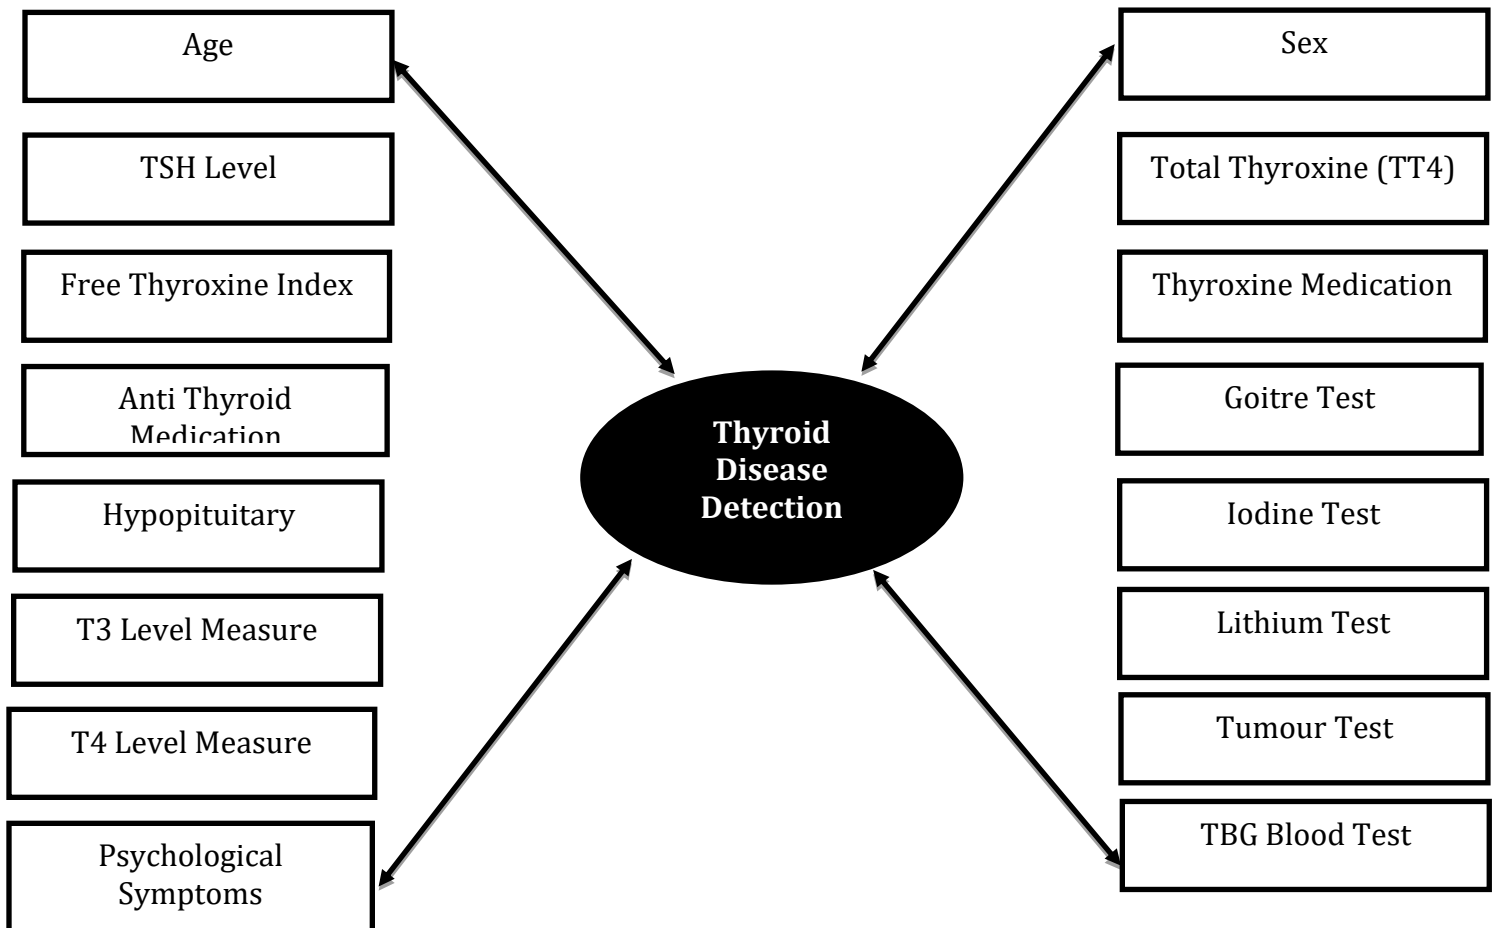 Age
TSH Level
Free Thyroxine Index
Anti Thyroid
Medication
Hypopituitary
T3 Level Measure
T4 Level Measure
Psychological
Symptoms
Thyroid
Disease
Detection
Sex
Total Thyroxine (TT4)
Thyroxine Medication
Goitre Test
Iodine Test
Lithium Test
Tumour Test
TBG Blood Test